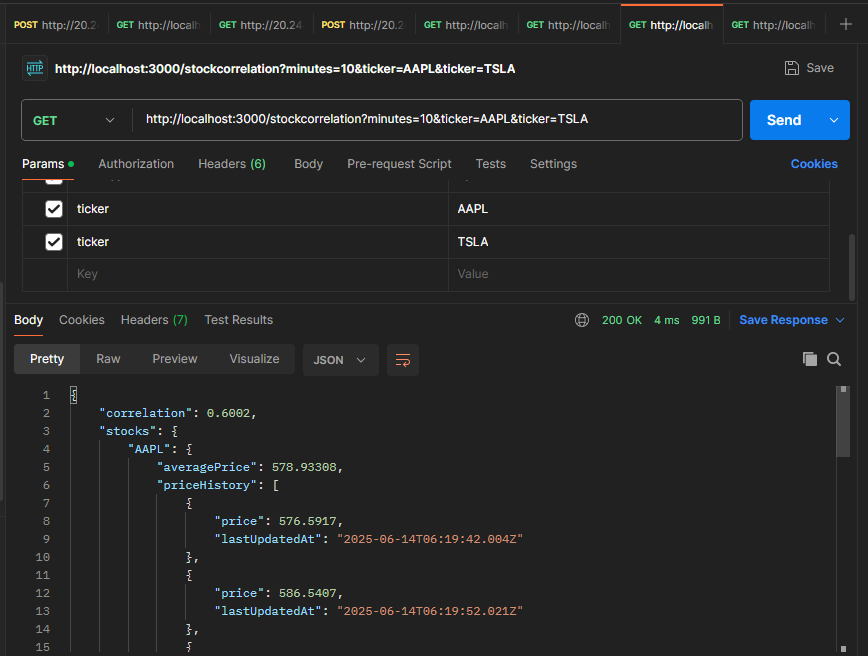 POST http://20.2 GET http://localh GET http://20.24 POST http://20.2 GET http://localh GET http://localh GET http://localh GET http://localh
HTTP http://localhost:3000/stockcorrelation?minutes=10&ticker=AAPL&ticker=TSLA Save
GET http://localhost:3000/stockcorrelation?minutes=10&ticker=AAPL&ticker=TSLA Send
Params Authorization Headers (6) Body Pre-request Script Tests Settings Cookies
ticker AAPL
ticker TSLA
Key Value
Body Cookies Headers (7) Test Results 200 OK 4 ms 991 B Save Response
Pretty Raw Preview Visualize JSON
1 {
2 "correlation": 0.6002,
3 "stocks": {
4 "AAPL": {
5 "averagePrice": 578.93308,
6 "priceHistory": [
7 {
8 "price": 576.5917,
9 "lastUpdatedAt": "2025-06-14T06:19:42.004Z"
10 },
11 {
12 "price": 586.5407,
13 "lastUpdatedAt": "2025-06-14T06:19:52.021Z"
14 },
15 {